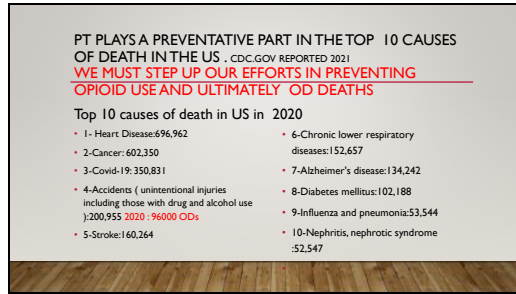 PT PLAYS A PREVENTATIVE PART IN THE TOP 10 CAUSES
OF DEATH IN THE US . CDC.GOV REPORTED 2021
WE MUST STEP UP OUR EFFORTS IN PREVENTING
OPIOID USE AND ULTIMATELY OD DEATHS
Top 10 causes of death in US in 2020
• 1- Heart Disease:696,962
• 2-Cancer: 602,350
• 3-Covid-19: 350,831
• 4-Accidents ( unintentional injuries
including those with drug and alcohol use
):200,955 2020 : 96000 ODs
• 5-Stroke:160,264
• 6-Chronic lower respiratory
diseases:152,657
• 7-Alzheimer's disease:134,242
• 8-Diabetes mellitus:102,188
• 9-Influenza and pneumonia:53,544
• 10-Nephritis, nephrotic syndrome
:52,547